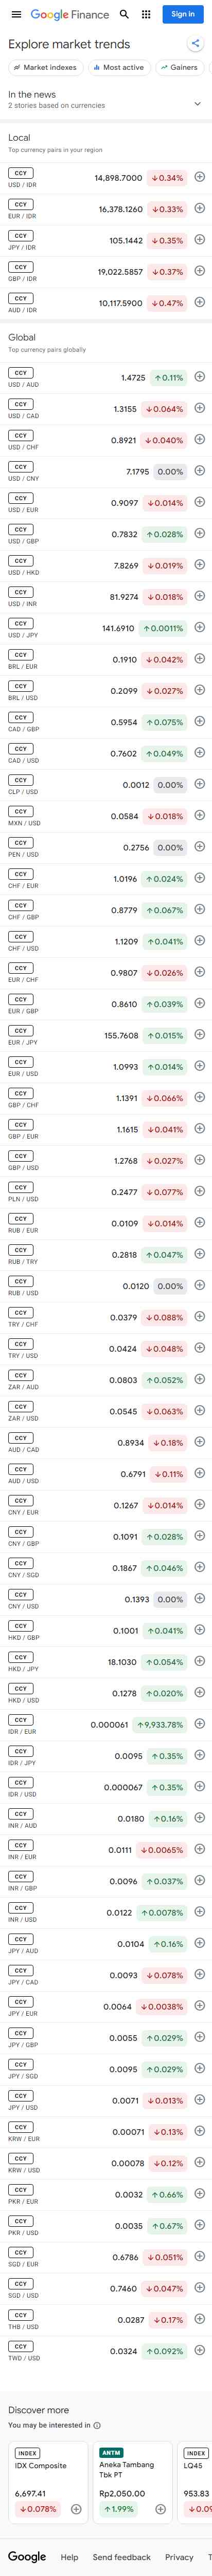 Google Finance
Sign in
Explore market trends
Market indexes
Most active
Gainers
In the news
2 stories based on currencies
Local
Top currency pairs in your region
CCY
USD / IDR
14,898.7000
0.34%
CCY
EUR / IDR
16,378.1260
0.33%
CCY
JPY / IDR
105.1442
0.35%
CCY
GBP / IDR
19,022.5857
0.37%
CCY
AUD / IDR
10,117.5900
0.47%
Global
Top currency pairs globally
CCY
USD / AUD
1.4725
0.11%
CCY
USD / CAD
1.3155
0.064%
CCY
USD / CHF
0.8921
0.040%
CCY
USD / CNY
7.1795
0.00%
CCY
USD / EUR
0.9097
0.014%
CCY
USD / GBP
0.7832
0.028%
CCY
USD / HKD
7.8269
0.019%
CCY
USD / INR
81.9274
0.018%
CCY
USD / JPY
141.6910
0.0011%
CCY
BRL / EUR
0.1910
0.042%
CCY
BRL / USD
0.2099
0.027%
CCY
CAD / GBP
0.5954
0.075%
CCY
CAD / USD
0.7602
0.049%
CCY
CLP / USD
0.0012
0.00%
CCY
MXN / USD
0.0584
0.018%
CCY
PEN / USD
0.2756
0.00%
CCY
CHF / EUR
1.0196
0.024%
CCY
CHF / GBP
0.8779
0.067%
CCY
CHF / USD
1.1209
0.041%
CCY
EUR / CHF
0.9807
0.026%
CCY
EUR / GBP
0.8610
0.039%
CCY
EUR / JPY
155.7608
0.015%
CCY
EUR / USD
1.0993
0.014%
CCY
GBP / CHF
1.1391
0.066%
CCY
GBP / EUR
1.1615
0.041%
CCY
GBP / USD
1.2768
0.027%
CCY
PLN / USD
0.2477
0.077%
CCY
RUB / EUR
0.0109
0.014%
CCY
RUB / TRY
0.2818
0.047%
CCY
RUB / USD
0.0120
0.00%
CCY
TRY / CHF
0.0379
0.088%
CCY
TRY / USD
0.0424
0.048%
CCY
ZAR / AUD
0.0803
0.052%
CCY
ZAR / USD
0.0545
0.063%
CCY
AUD / CAD
0.8934
0.18%
CCY
AUD / USD
0.6791
0.11%
CCY
CNY / EUR
0.1267
0.014%
CCY
CNY / GBP
0.1091
0.028%
CCY
CNY / SGD
0.1867
0.046%
CCY
CNY / USD
0.1393
0.00%
CCY
HKD / GBP
0.1001
0.041%
CCY
HKD / JPY
18.1030
0.054%
CCY
HKD / USD
0.1278
0.020%
CCY
IDR / EUR
0.000061
9,933.78%
CCY
IDR / JPY
0.0095
0.35%
CCY
IDR / USD
0.000067
0.35%
CCY
INR / AUD
0.0180
0.16%
CCY
INR / EUR
0.0111
0.0065%
CCY
INR / GBP
0.0096
0.037%
CCY
INR / USD
0.0122
0.0078%
CCY
JPY / AUD
0.0104
0.16%
CCY
JPY / CAD
0.0093
0.078%
CCY
JPY / EUR
0.0064
0.0038%
CCY
JPY / GBP
0.0055
0.029%
CCY
JPY / SGD
0.0095
0.029%
CCY
JPY / USD
0.0071
0.013%
CCY
KRW / EUR
0.00071
0.13%
CCY
KRW / USD
0.00078
0.12%
CCY
PKR / EUR
0.0032
0.66%
CCY
PKR / USD
0.0035
0.67%
CCY
SGD / EUR
0.6786
0.051%
CCY
SGD / USD
0.7460
0.047%
CCY
THB / USD
0.0287
0.17%
CCY
TWD / USD
0.0324
0.092%
Discover more
You may be interested in
INDEX
IDX Composite
6,697.41
0.078%
ANTM
Aneka Tambang
Tbk PT
Rp2,050.00
1.99%
INDEX
LQ45
953.83
Google
Help
Send feedback
Privacy